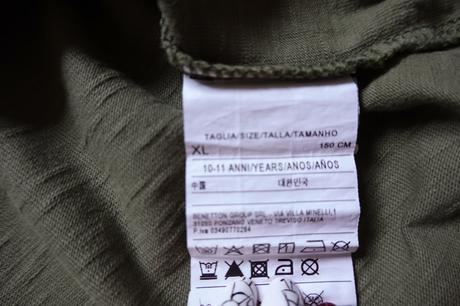 TAGLIA/SIZE/TALLA/TAMANHO
XL 150 CM
10-11 ANNI/YEARS/ANOS/AÑOS
中國 대한민국
BENETTON GROUP SRL - VIA VILLA MINELLI,1
31050 PONZANO VENETO TREVISO /ITALIA
P.iva 03490770264